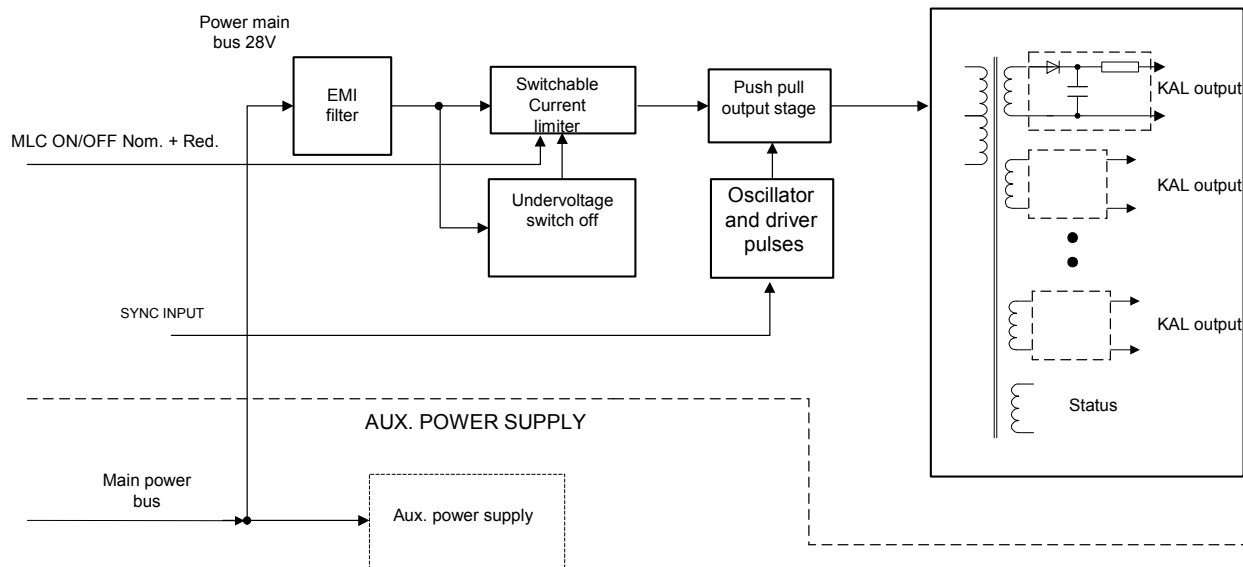 Power main
bus 28V
EMI
filter
Switchable
Current
limiter
Push pull
output stage
KAL output
MLC ON/OFF Nom. + Red.
KAL output
Undervoltage
switch off
Oscillator
and driver
pulses
SYNC INPUT
KAL output
Status
AUX. POWER SUPPLY
Main power
bus
Aux. power supply